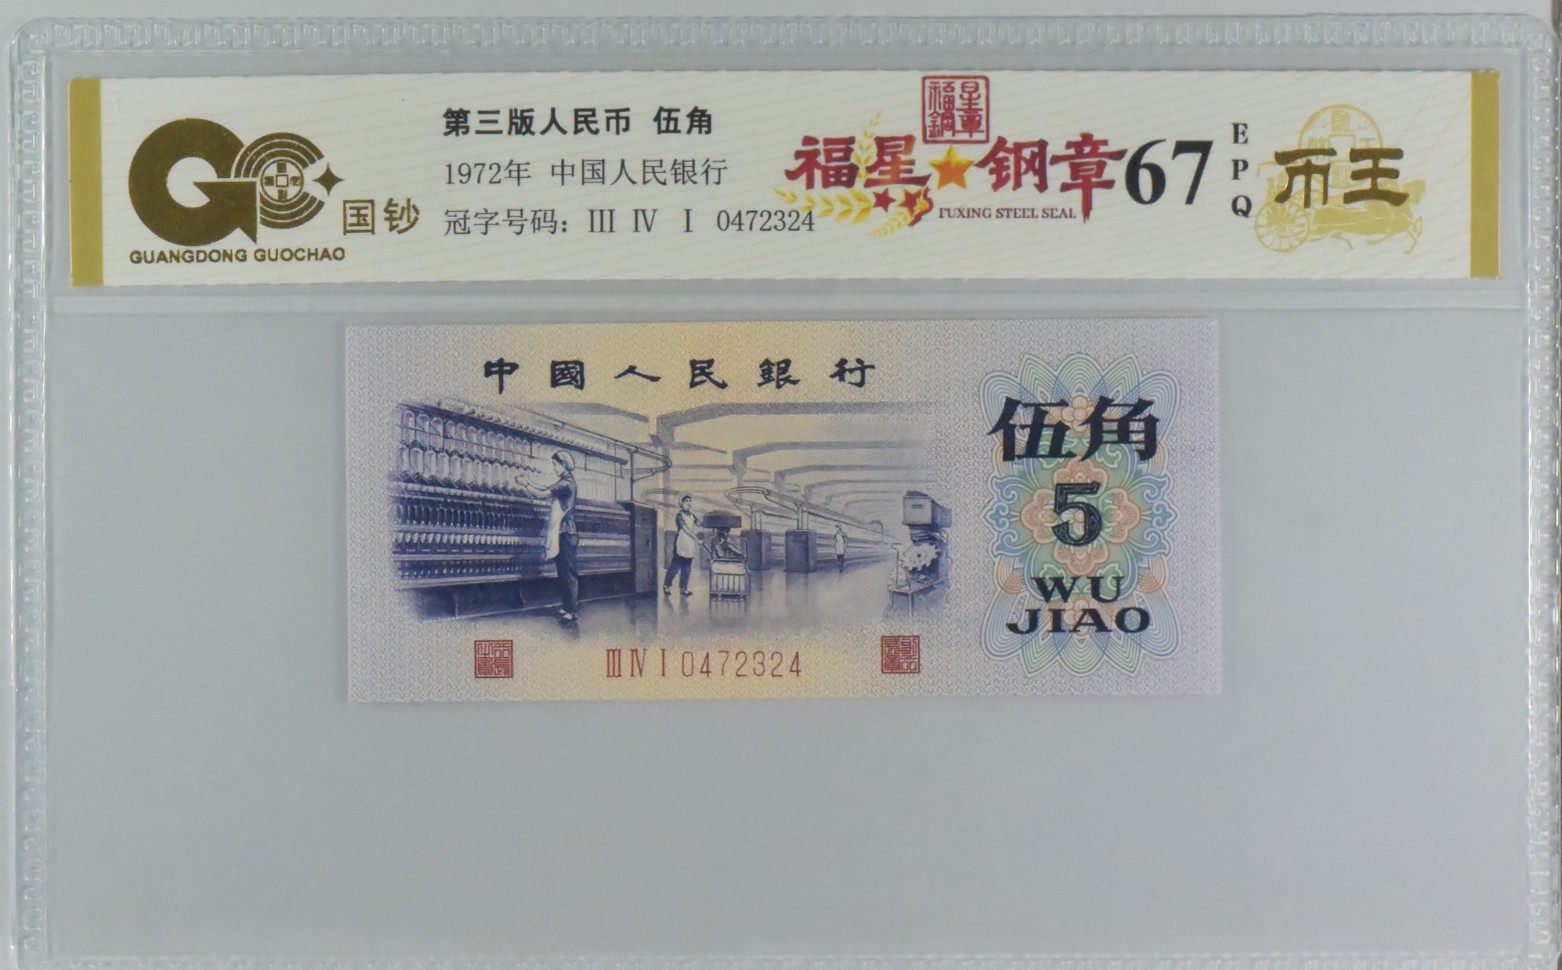 国钞
GUANGDONG GUOCHAO
第三版人民币 伍角
1972年 中国人民银行
冠字号码：III IV I 0472324
福星鋼章
福星★钢章
FUXING STEEL SEAL
67
EPQ
币王
中國人民銀行
伍角
5
WU
JIAO
III IV I 0472324